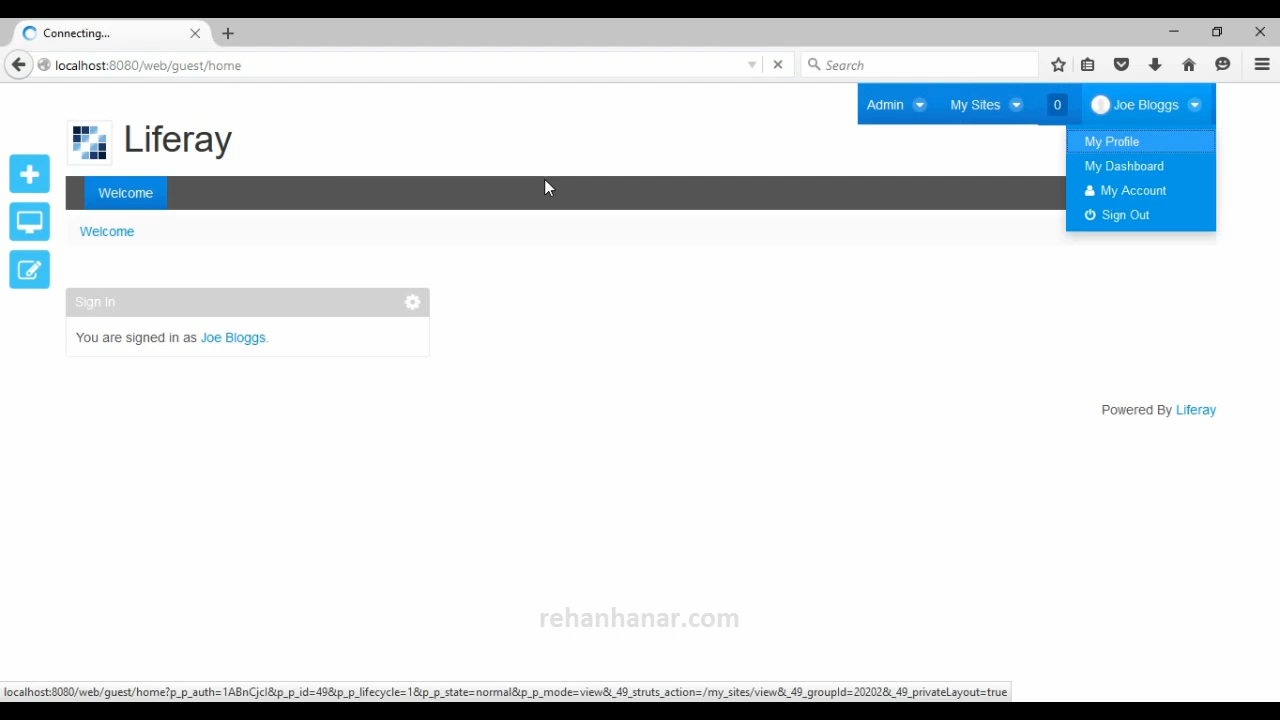 Connecting...
localhost:8080/web/guest/home
Search
Admin
My Sites
0
Joe Bloggs
My Profile
My Dashboard
My Account
Sign Out
Liferay
Welcome
Welcome
Sign In
You are signed in as Joe Bloggs.
Powered By Liferay
rehanhanar.com
localhost:8080/web/guest/home?p_p_auth=1ABnCjcI&p_p_id=49&p_p_lifecycle=1&p_p_state=normal&p_p_mode=view&_49_struts_action=/my_sites/view&_49_groupId=20202&_49_privateLayout=true